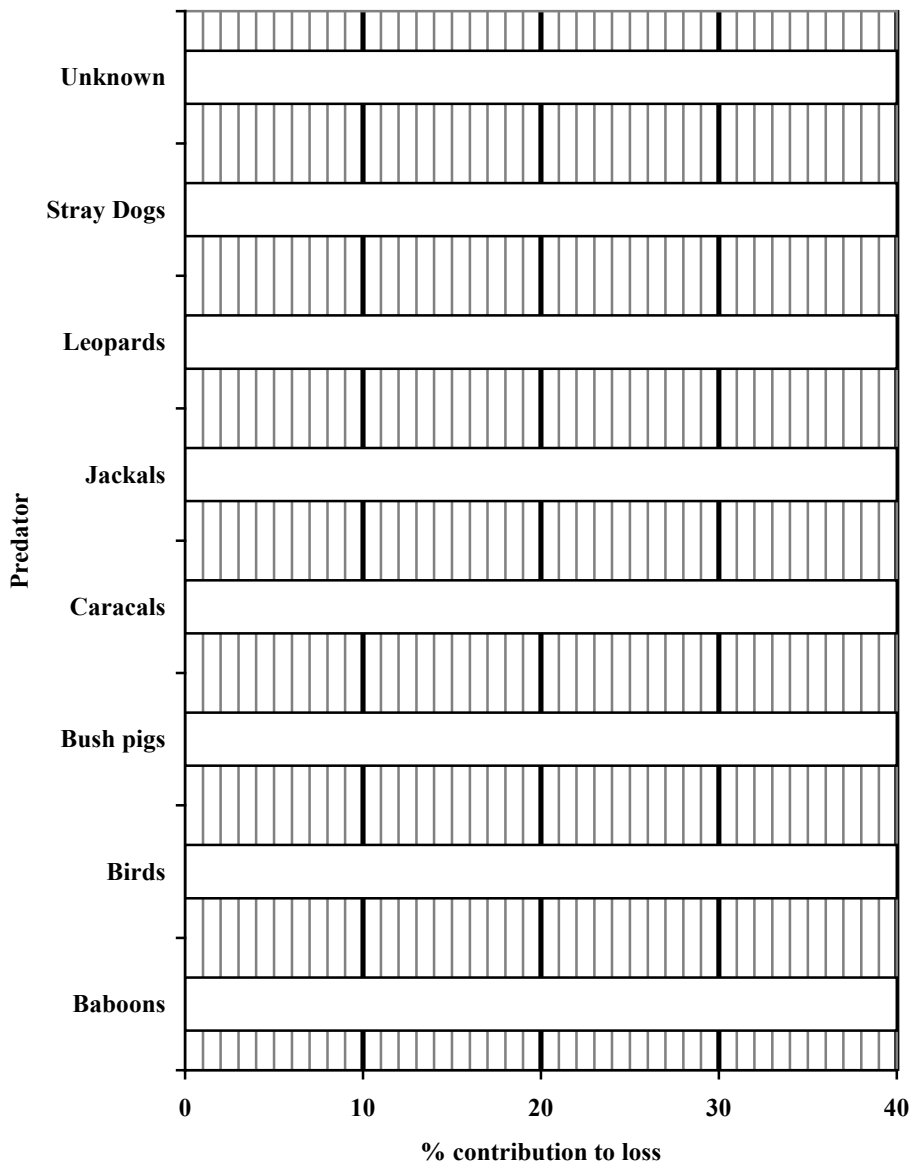 Unknown
Stray Dogs
Leopards
Jackals
Predator
Caracals
Bush pigs
Birds
Baboons
0 10 20 30 40
% contribution to loss